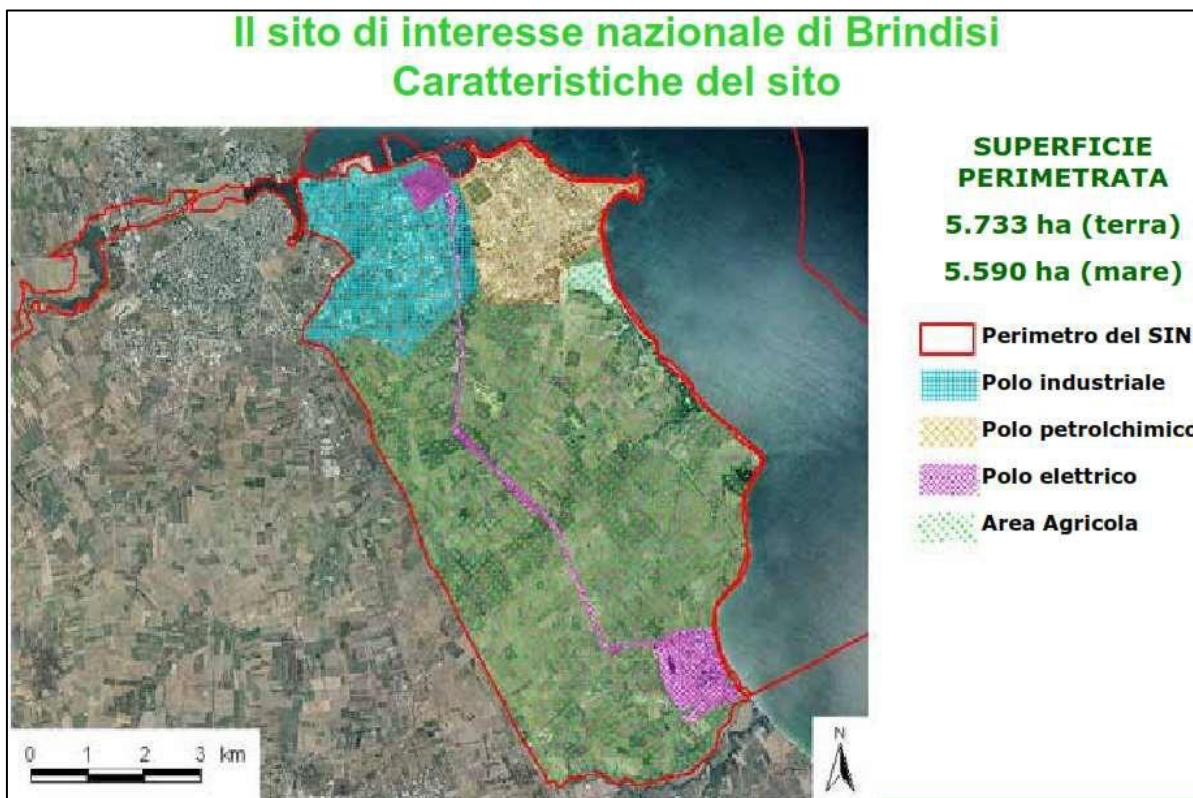 Il sito di interesse nazionale di Brindisi
Caratteristiche del sito
SUPERFICIE
PERIMETRATA
5.733 ha (terra)
5.590 ha (mare)
Perimetro del SIN
Polo industriale
Polo petrolchimico
Polo elettrico
Area Agricola
0 1 2 3 km
N